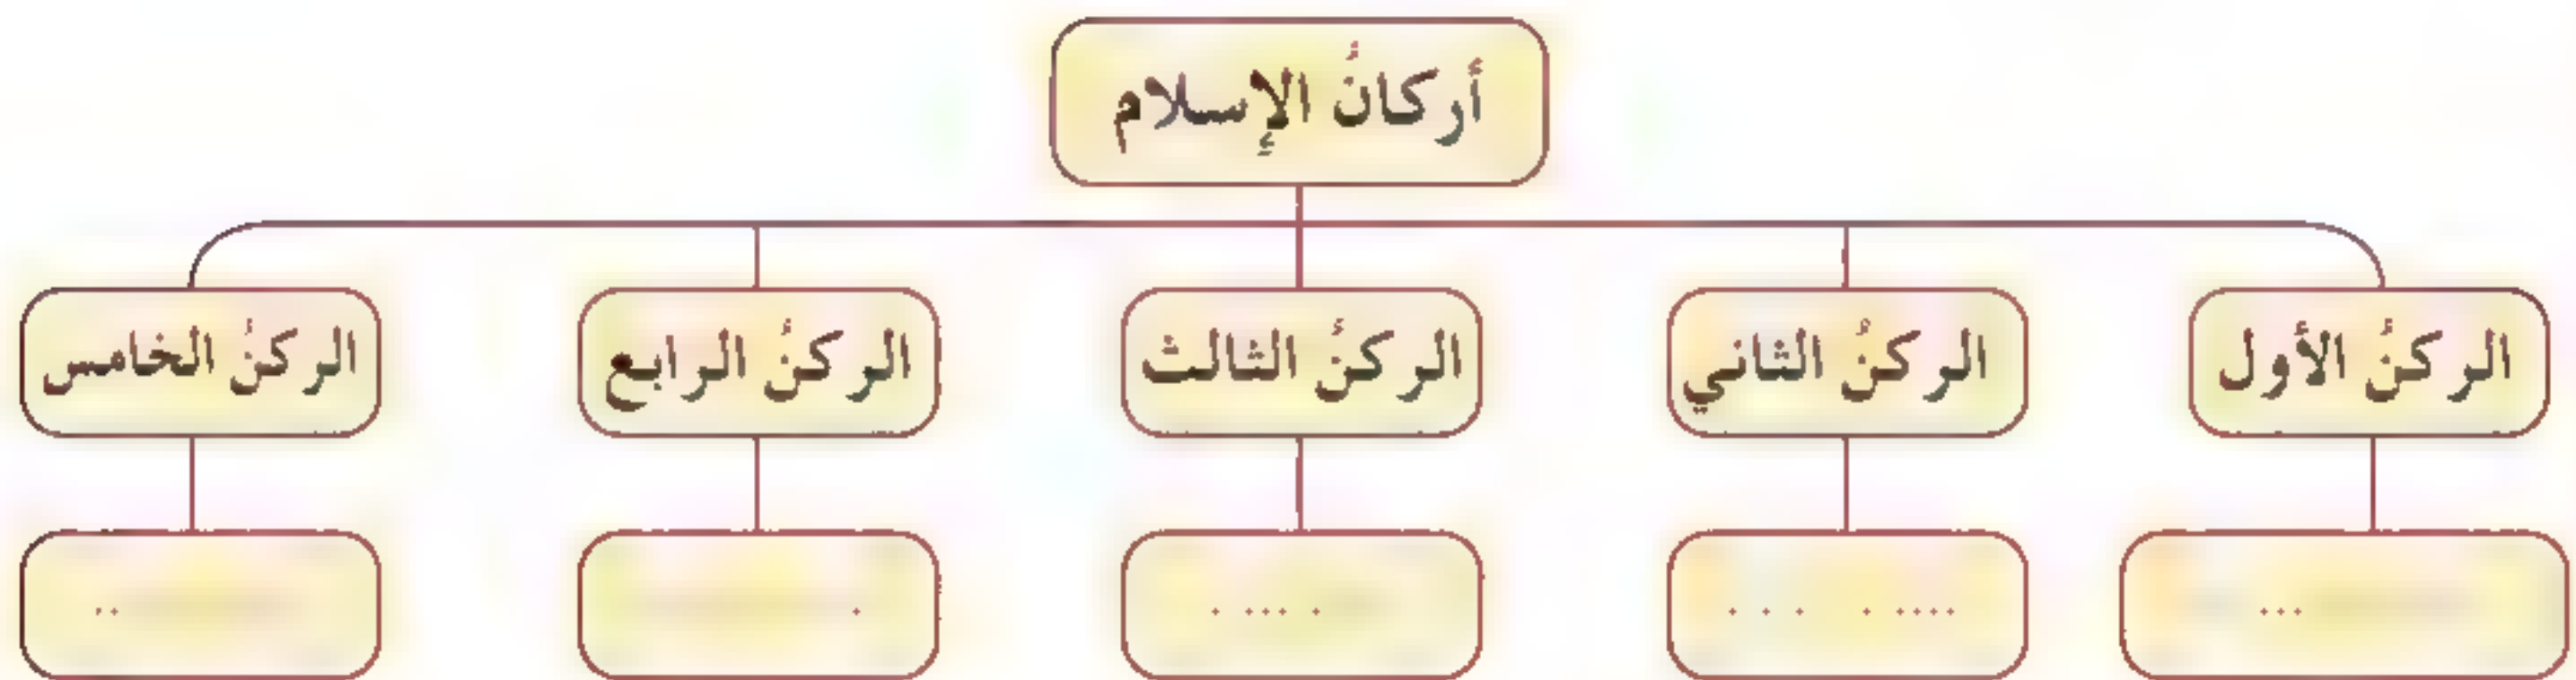 أركانُ الإسلام
الركنُ الأول
الركنُ الثاني
الركنُ الثالث
الركنُ الرابع
الركنُ الخامس